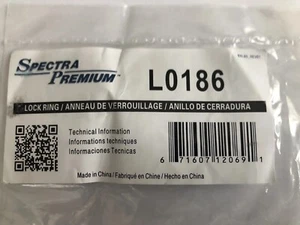 SPECTRA PREMIUM™
L0186
LOCK RING / ANNEAU DE VERROUILLAGE / ANILLO DE CERRADURA
Technical Information
Informations techniques
Informaciones Tecnicas
6 71607 12069 1
Made in China / Fabriqué en Chine / Hecho en China